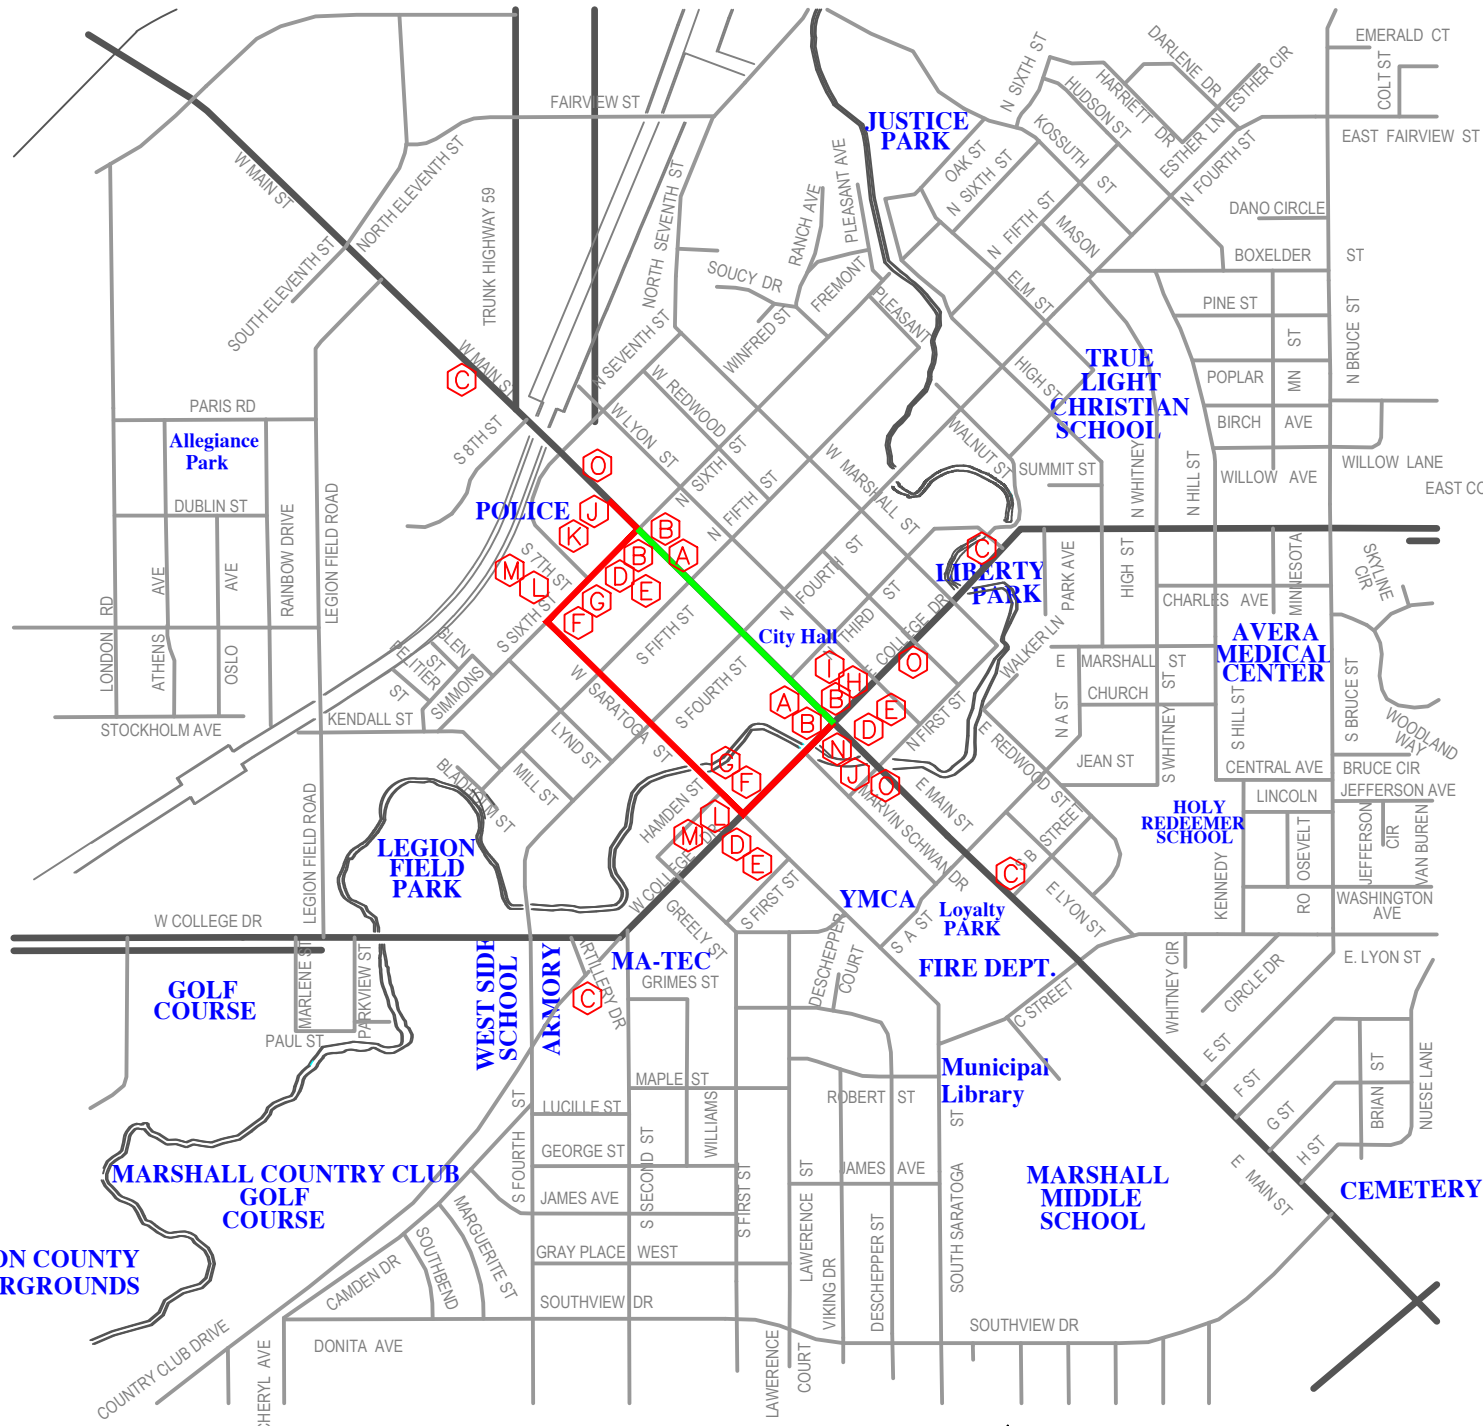 EMERALD CT
COLT ST
EAST FAIRVIEW ST
DARLENE DR
ESTHER CIR
HARRIETT DR
HUDSON ST
ESTHER LN
N SIXTH ST
KOSSUTH ST
N FOURTH ST
FAIRVIEW ST
JUSTICE
PARK
OAK ST
N SIXTH ST
N FIFTH ST
MASON
ELM ST
DANO CIRCLE
BOXELDER ST
W MAIN ST
NORTH ELEVENTH ST
SOUTH ELEVENTH ST
TRUNK HIGHWAY 59
NORTH SEVENTH ST
SOUCY DR
RANCH AVE
PLEASANT AVE
FREMONT
PLEASANT
WINFRED ST
PINE ST
POPLAR
BIRCH AVE
MN ST
N BRUCE ST
WILLOW AVE
WILLOW LANE
EAST CO
TRUE
LIGHT
CHRISTIAN
SCHOOL
HIGH ST
WALNUT ST
SUMMIT ST
N WHITNEY
N HILL ST
W MAIN ST
C
N SEVENTH ST
W REDWOOD ST
W LYON ST
N SIXTH ST
N FIFTH ST
W MARSHALL ST
PARIS RD
Allegiance
Park
DUBLIN ST
RAINBOW DRIVE
LEGION FIELD ROAD
S 8TH ST
POLICE
O
J
K
B
B
A
D
E
G
F
M
L
S 7TH ST
S SIXTH ST
LONDON RD
ATHENS AVE
OSLO AVE
STOCKHOLM AVE
KENDALL ST
PELITIER ST
GLEN ST
SIMMONS
S FIFTH ST
S FOURTH ST
W SARATOGA ST
N FOURTH ST
THIRD ST
City Hall
E COLLEGE DR
C
LIBERTY
PARK
PARK AVE
HIGH ST
CHARLES AVE
MINNESOTA
SKYLINE CIR
AVERA
MEDICAL
CENTER
WALKER LN
E MARSHALL ST
CHURCH
N A ST
JEAN ST
S WHITNEY ST
S HILL ST
S BRUCE ST
WOODLAND
WAY
CENTRAL AVE
BRUCE CIR
JEFFERSON AVE
LINCOLN
I
H
O
A
B
B
E
D
N
J
O
N FIRST ST
E REDWOOD ST
E MAIN ST
MARVIN SCHWAN DR
LYND ST
MILL ST
BLADHOLM ST
HAMDEN ST
G
F
L
M
D
E
W COLLEGE DR
GREELY ST
S FIRST ST
LEGION
FIELD
PARK
LEGION FIELD ROAD
W COLLEGE DR
YMCA
Loyalty
PARK
FIRE DEPT.
C
S B STREET
E LYON ST
S A ST
HOLY
REDEEMER
SCHOOL
KENNEDY
RO OSEVELT
JEFFERSON
CIR
VAN BUREN
WASHINGTON
AVE
E. LYON ST
WHITNEY CIR
CIRCLE DR
C STREET
DESCHEPPER
COURT
GOLF
COURSE
MARLENE ST
PARKVIEW ST
PAUL ST
WEST SIDE
SCHOOL
ARMORY
ARTILLERY DR
C
MA-TEC
GRIMES ST
MAPLE ST
LUCILLE ST
WILLIAMS
GEORGE ST
JAMES AVE
S FOURTH ST
S SECOND ST
S FIRST ST
GRAY PLACE WEST
SOUTHVIEW DR
Municipal
Library
ROBERT ST
JAMES AVE
LAWERENCE ST
VIKING DR
DESCHEPPER ST
SOUTH SARATOGA ST
E ST
F ST
G ST
H ST
BRIAN ST
NUESE LANE
E MAIN ST
MARSHALL
MIDDLE
SCHOOL
CEMETERY
MARSHALL COUNTRY CLUB
GOLF
COURSE
ON COUNTY
RGROUNDS
MARGUERITE ST
SOUTHBEND
CAMDEN DR
COUNTRY CLUB DRIVE
CHERYL AVE
DONITA AVE
LAWERENCE
COURT
SOUTHVIEW DR